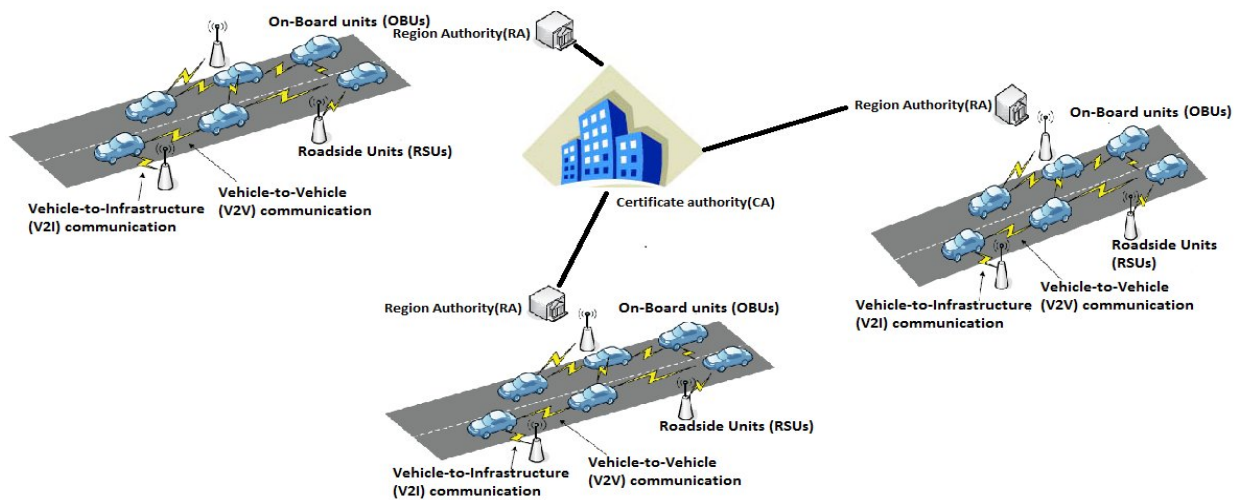 On-Board units (OBUs)
Region Authority(RA)
Roadside Units (RSUs)
Vehicle-to-Vehicle
(V2V) communication
Vehicle-to-Infrastructure
(V2I) communication
Certificate authority(CA)
Region Authority(RA)
On-Board units (OBUs)
Roadside Units
(RSUs)
Vehicle-to-Vehicle
(V2V) communication
Vehicle-to-Infrastructure
(V2I) communication
Region Authority(RA)
On-Board units (OBUs)
Roadside Units (RSUs)
Vehicle-to-Vehicle
(V2V) communication
Vehicle-to-Infrastructure
(V2I) communication